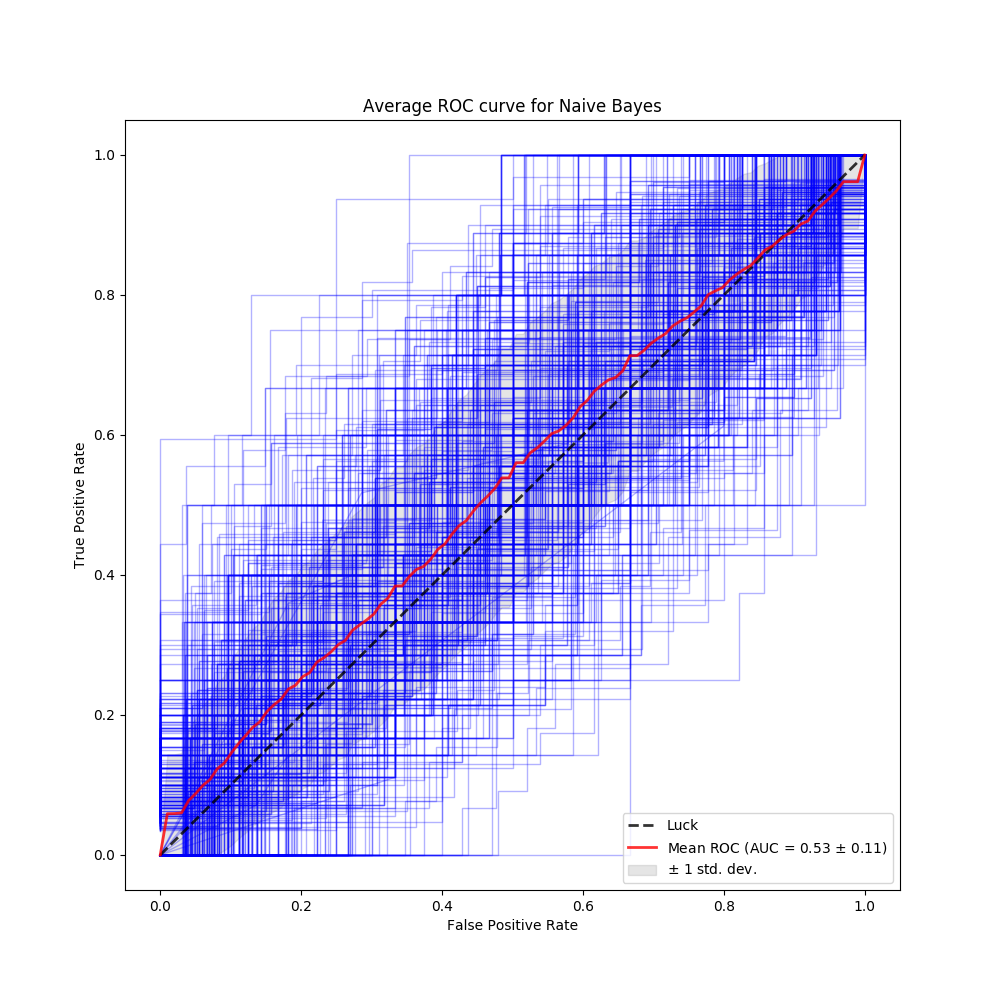 Average ROC curve for Naive Bayes
1.0
0.8
0.6
0.4
0.2
0.0
True Positive Rate
Luck
Mean ROC (AUC = 0.53 ± 0.11)
± 1 std. dev.
0.0 0.2 0.4 0.6 0.8 1.0
False Positive Rate